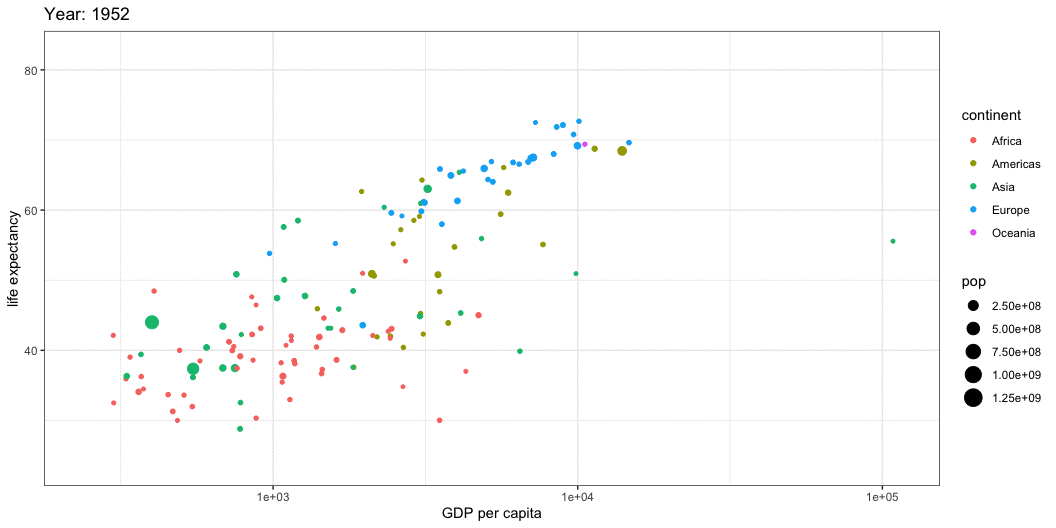 Year: 1952
life expectancy
80
60
40
1e+03
1e+04
1e+05
GDP per capita
continent
Africa
Americas
Asia
Europe
Oceania
pop
2.50e+08
5.00e+08
7.50e+08
1.00e+09
1.25e+09